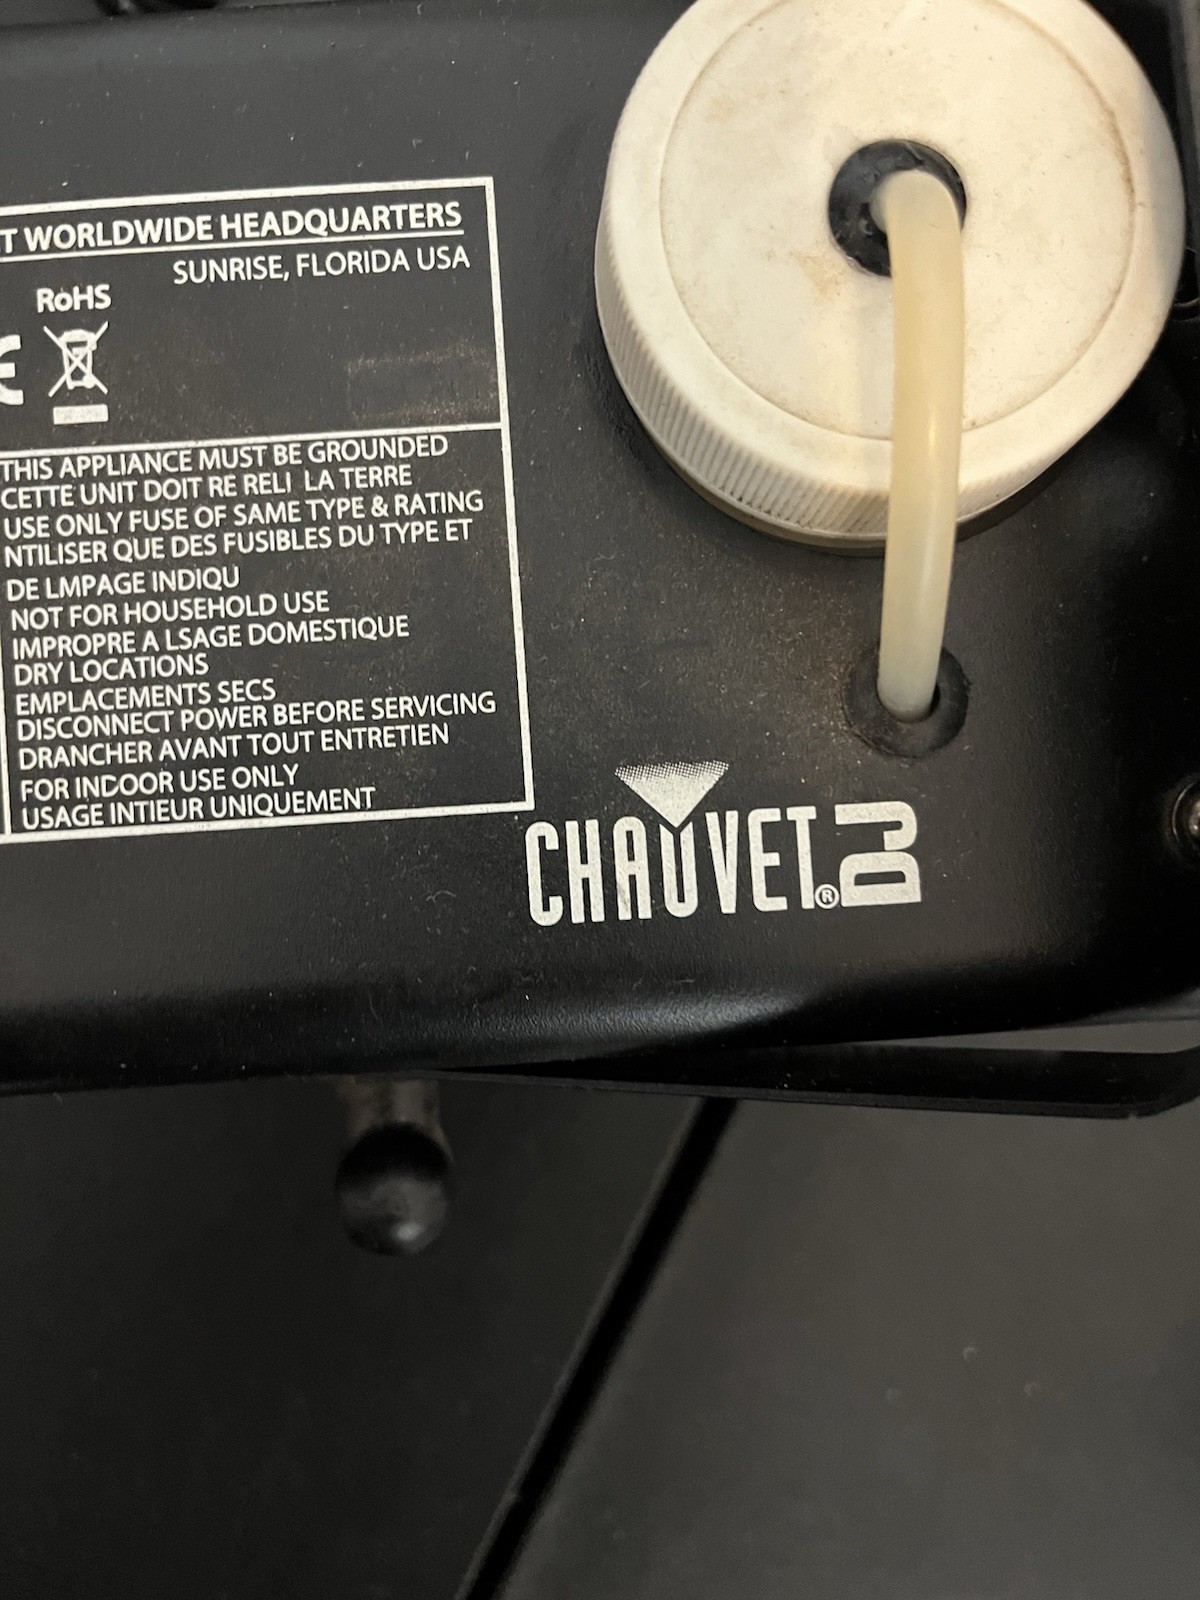 T WORLDWIDE HEADQUARTERS
SUNRISE, FLORIDA USA
RoHS
CE
THIS APPLIANCE MUST BE GROUNDED
CETTE UNIT DOIT RE RELI LA TERRE
USE ONLY FUSE OF SAME TYPE & RATING
NTILISER QUE DES FUSIBLES DU TYPE ET
DE LMPAGE INDIQU
NOT FOR HOUSEHOLD USE
IMPROPRE A LSAGE DOMESTIQUE
DRY LOCATIONS
EMPLACEMENTS SECS
DISCONNECT POWER BEFORE SERVICING
DRANCHER AVANT TOUT ENTRETIEN
FOR INDOOR USE ONLY
USAGE INTIEUR UNIQUEMENT
CHAUVET® DJ